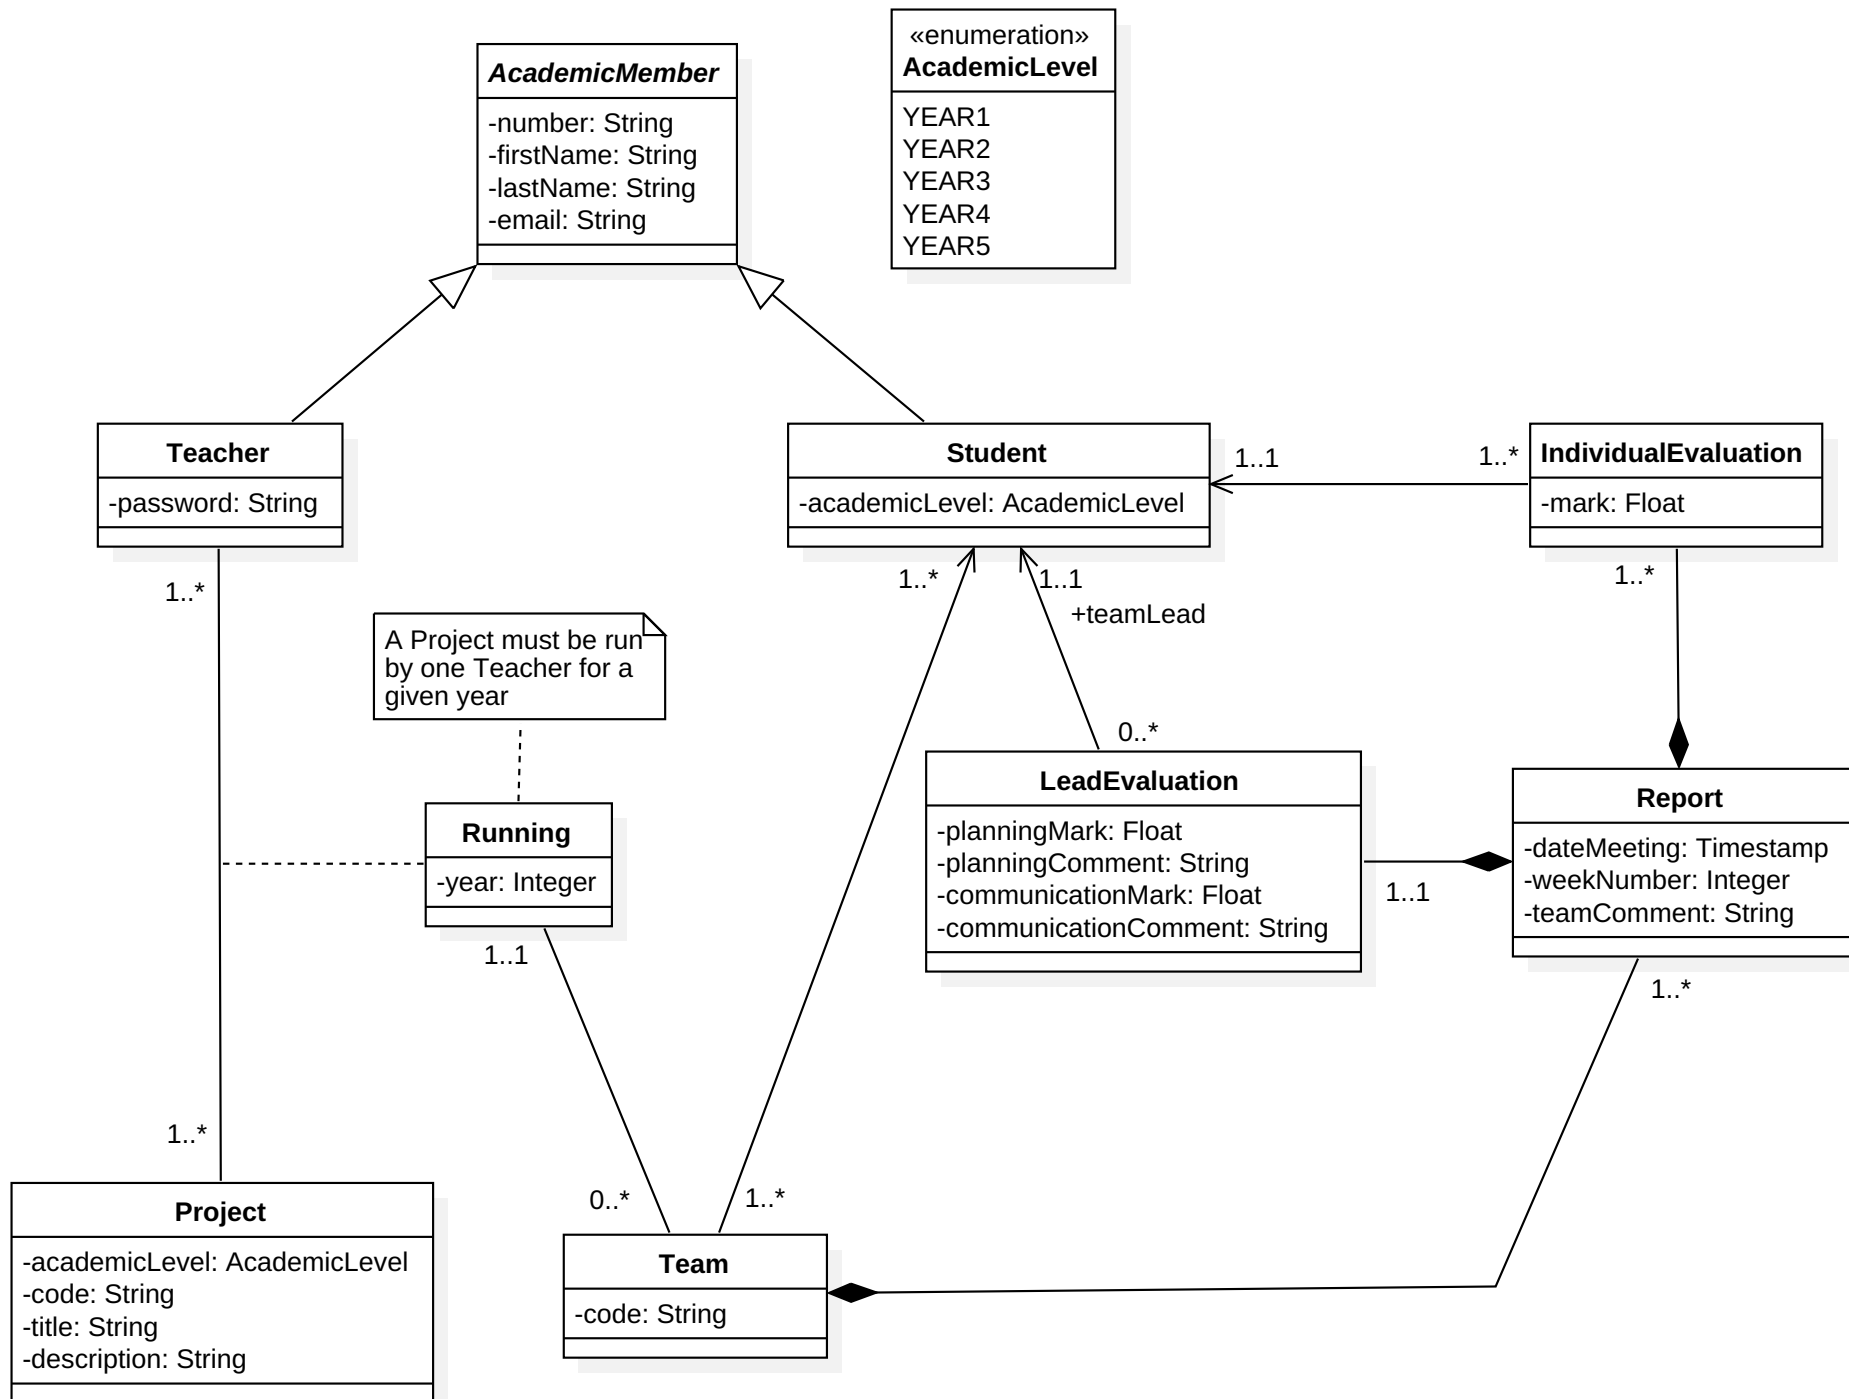 «enumeration»
AcademicLevel
YEAR1
YEAR2
YEAR3
YEAR4
YEAR5
AcademicMember
-number: String
-firstName: String
-lastName: String
-email: String
Teacher
-password: String
Student
-academicLevel: AcademicLevel
1..1
1..*
IndividualEvaluation
-mark: Float
1..*
1..*
1..1
+teamLead
1..*
A Project must be run
by one Teacher for a
given year
0..*
Running
-year: Integer
1..1
LeadEvaluation
-planningMark: Float
-planningComment: String
-communicationMark: Float
-communicationComment: String
1..1
Report
-dateMeeting: Timestamp
-weekNumber: Integer
-teamComment: String
1..*
1..*
0..*
1..*
Project
-academicLevel: AcademicLevel
-code: String
-title: String
-description: String
Team
-code: String